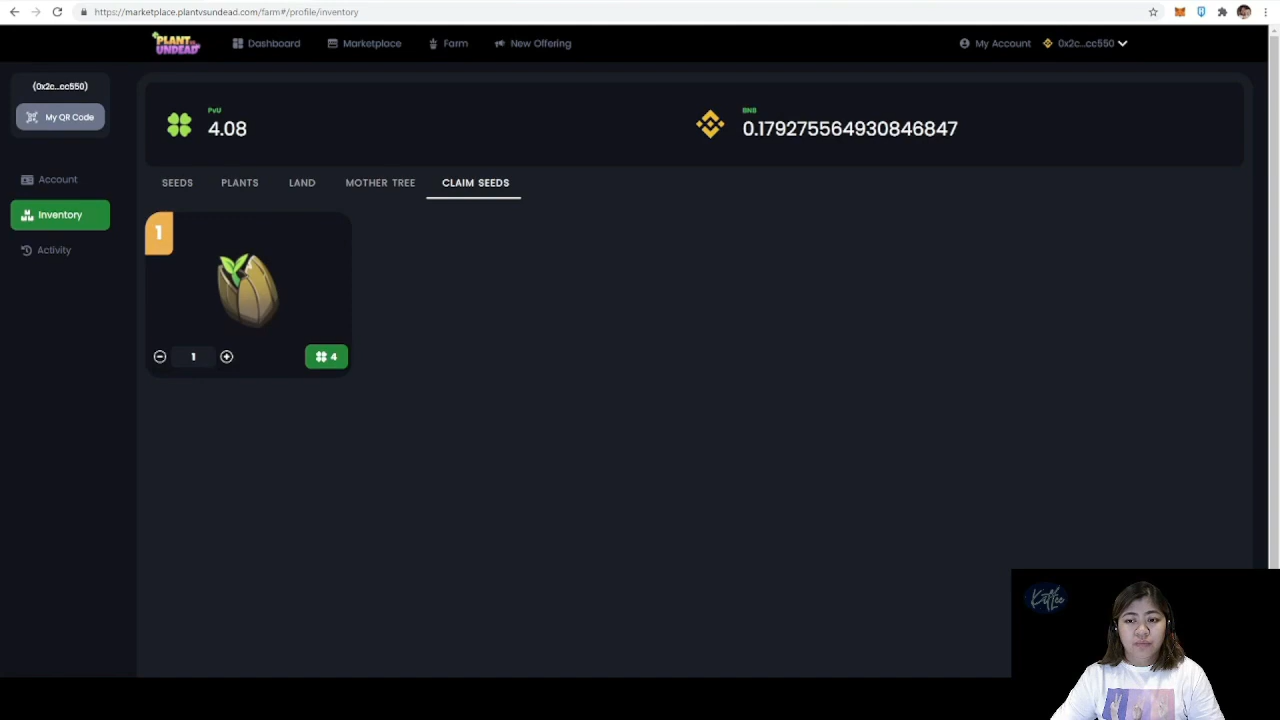 https://marketplace.plantvsundead.com/farm#/profile/inventory
PLANT UNDEAD
Dashboard
Marketplace
Farm
New Offering
My Account
0x2c...cc550
(0x2c...cc550)
My QR Code
Account
Inventory
Activity
PVU
4.08
BNB
0.179275564930846847
SEEDS
PLANTS
LAND
MOTHER TREE
CLAIM SEEDS
1
1
4